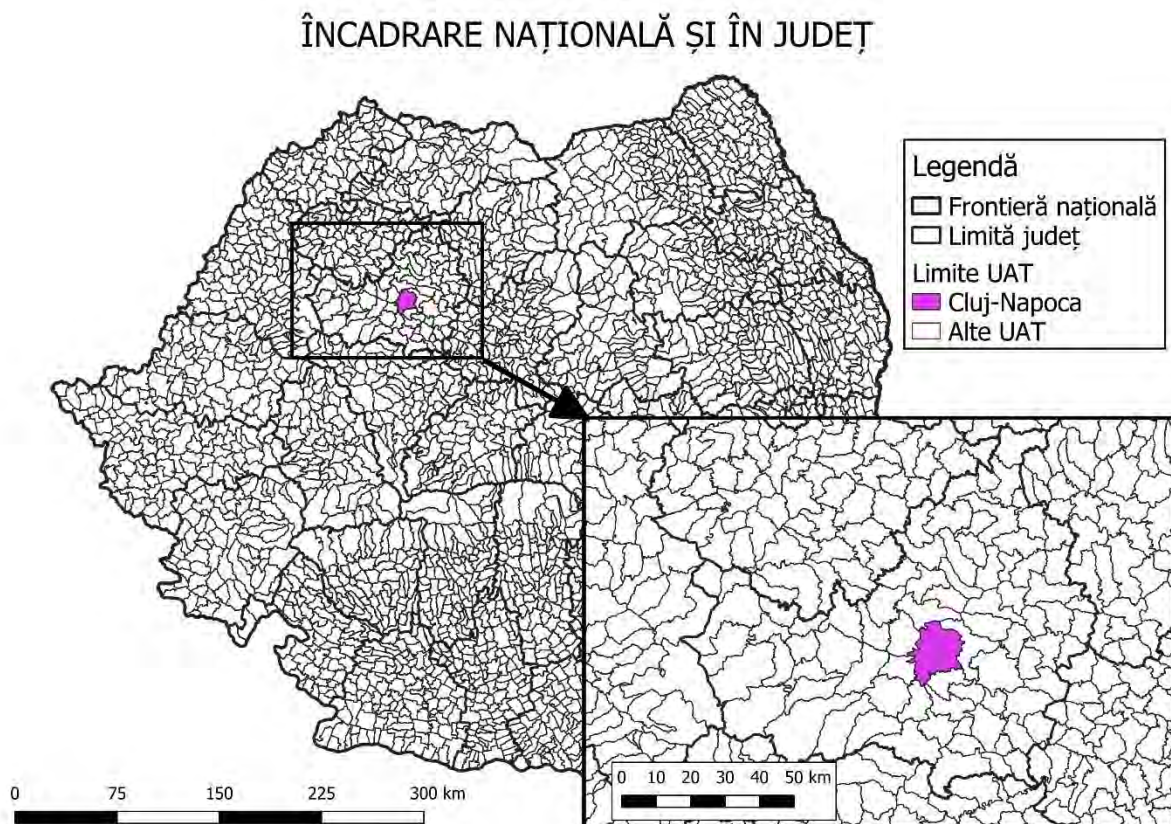 ÎNCADRARE NAȚIONALĂ ȘI ÎN JUDEȚ
Legendă
Frontieră națională
Limită județ
Limite UAT
Cluj-Napoca
Alte UAT
0 10 20 30 40 50 km
0 75 150 225 300 km